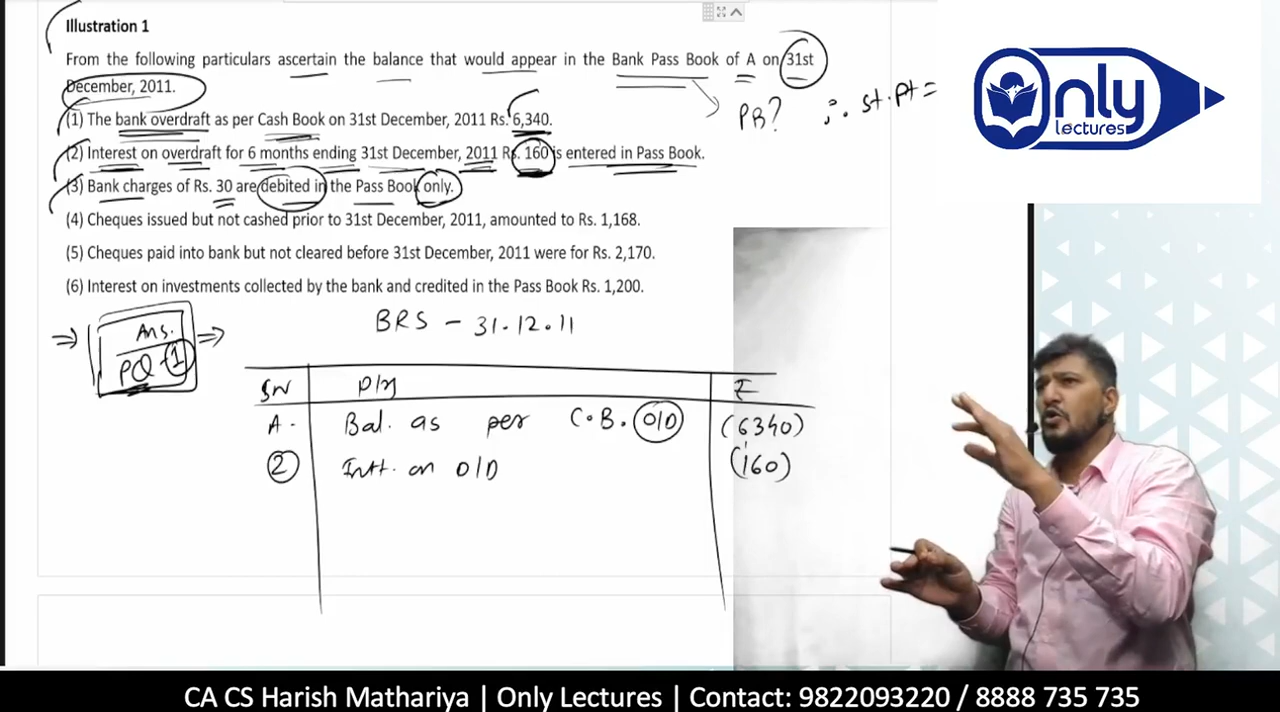 Illustration 1
From the following particulars ascertain the balance that would appear in the Bank Pass Book of A on 31st
December, 2011.
PB? ∴ St. Pt =
(1) The bank overdraft as per Cash Book on 31st December, 2011 Rs. 6,340.
(2) Interest on overdraft for 6 months ending 31st December, 2011 Rs. 160 is entered in Pass Book.
(3) Bank charges of Rs. 30 are debited in the Pass Book only.
(4) Cheques issued but not cashed prior to 31st December, 2011, amounted to Rs. 1,168.
(5) Cheques paid into bank but not cleared before 31st December, 2011 were for Rs. 2,170.
(6) Interest on investments collected by the bank and credited in the Pass Book Rs. 1,200.
Only
lectures
⇒ Ans. ⇒
PQ-1
BRS - 31.12.11
A. Bal. as per C.B. O/D (6340)
2 Intt. on O/D (160)
CA CS Harish Mathariya | Only Lectures | Contact: 9822093220 / 8888 735 735